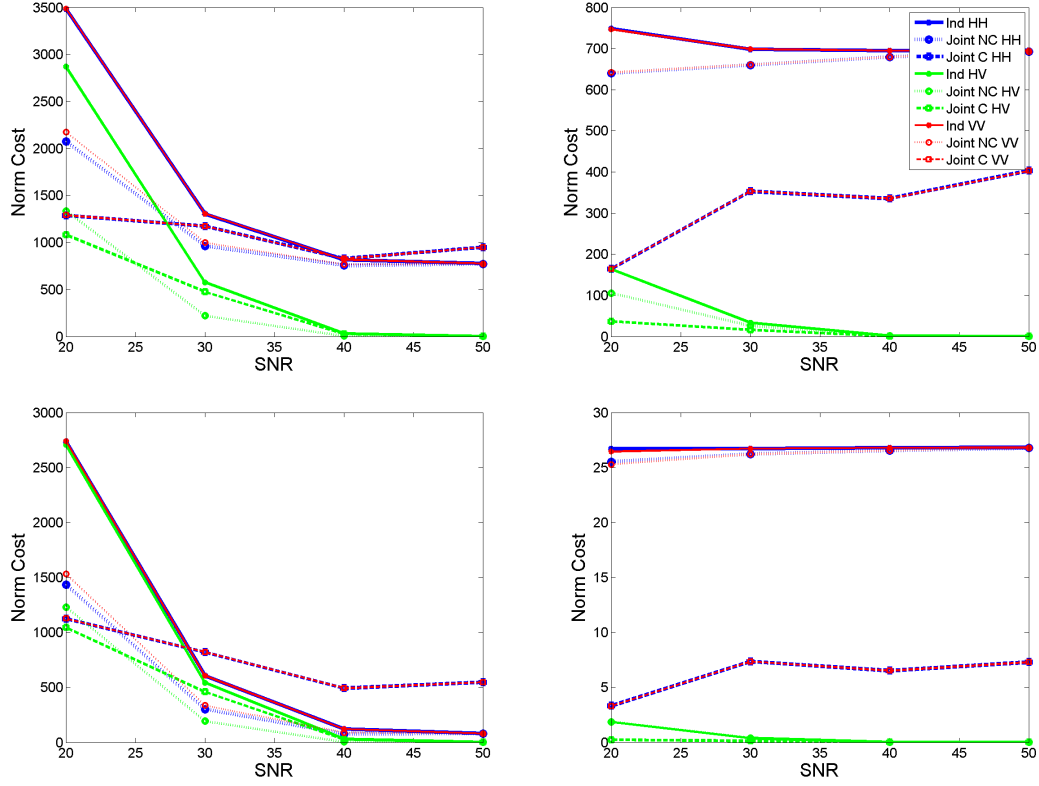 3500
3000
2500
2000
1500
1000
500
0
Norm Cost
20 25 30 35 40 45 50
SNR
800
700
600
500
400
300
200
100
0
Norm Cost
20 25 30 35 40 45 50
SNR
Ind HH
Joint NC HH
Joint C HH
Ind HV
Joint NC HV
Joint C HV
Ind VV
Joint NC VV
Joint C VV
3000
2500
2000
1500
1000
500
0
Norm Cost
20 25 30 35 40 45 50
SNR
30
25
20
15
10
5
0
Norm Cost
20 25 30 35 40 45 50
SNR